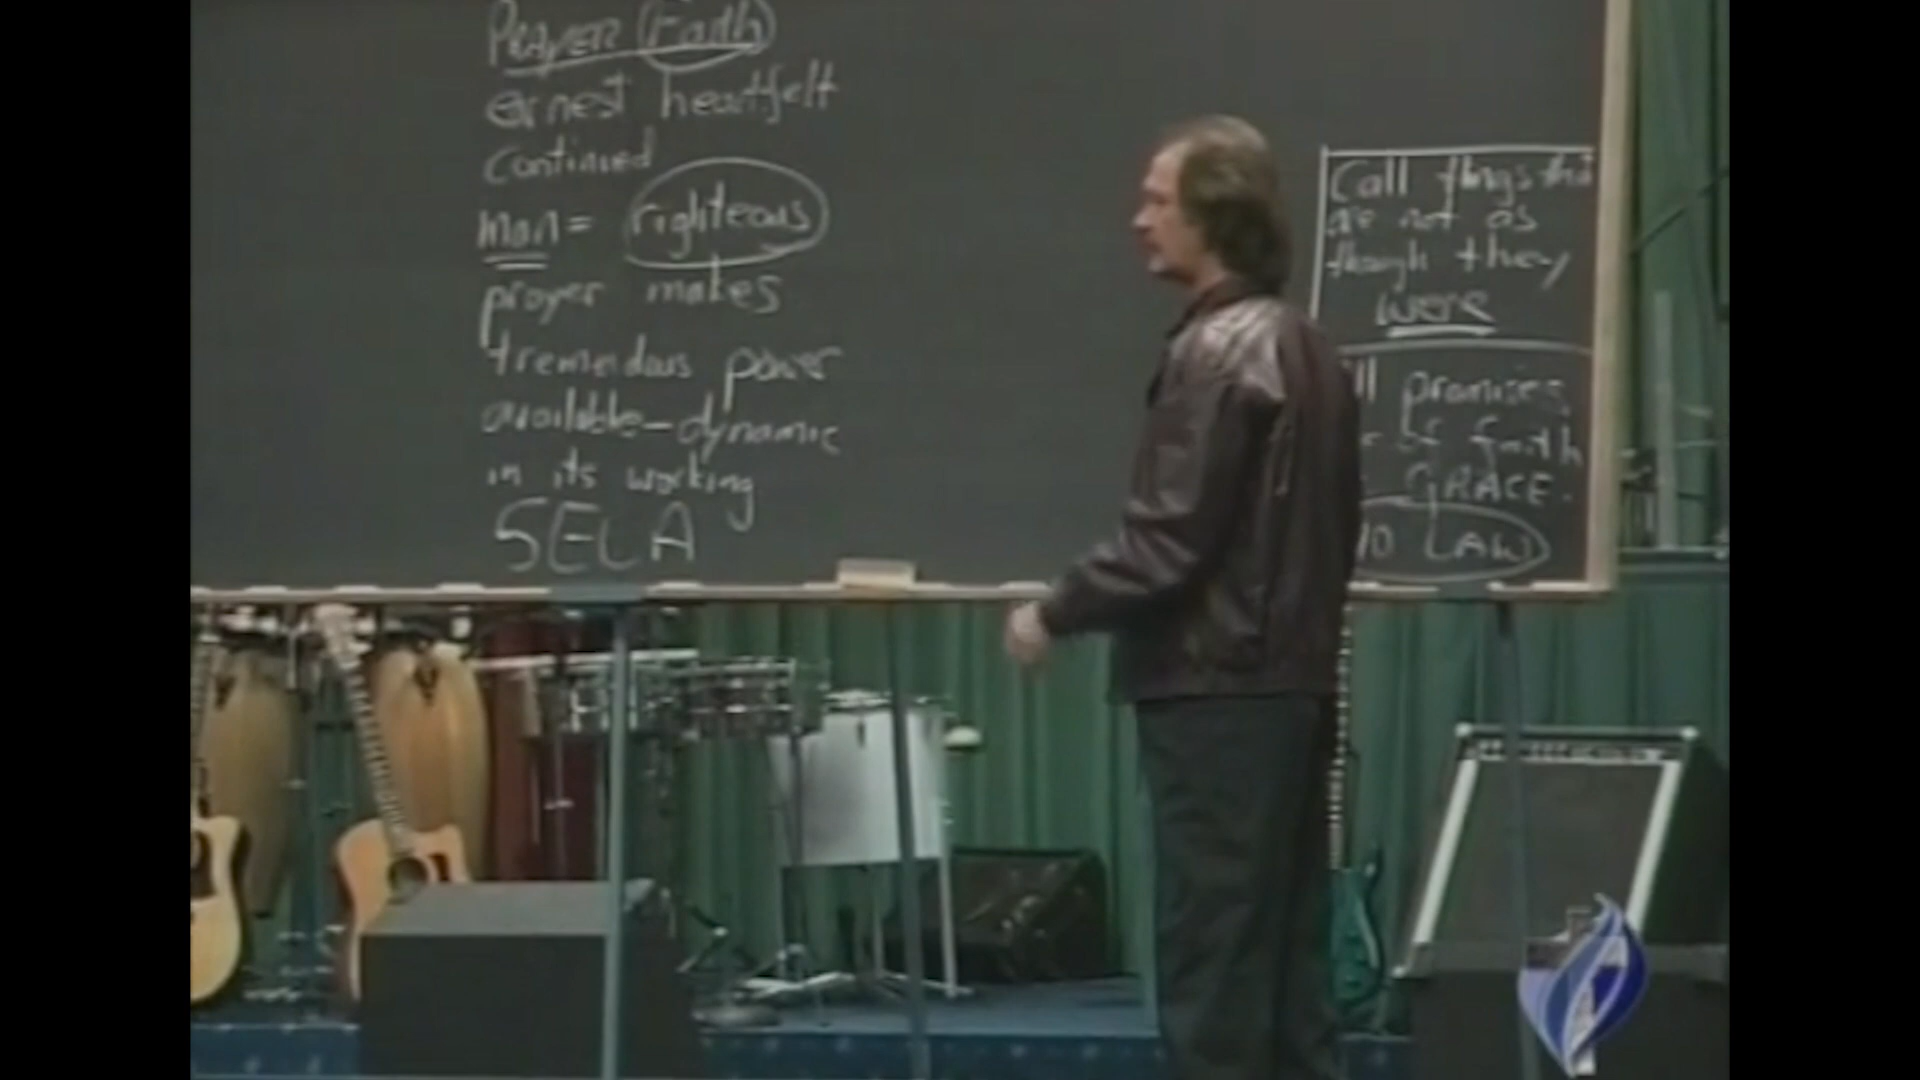 PRAYER (Faith)
ernest heartfelt
continued
man = righteous
prayer makes
tremendous power
available - dynamic
in its working
SELA
Call things that
are not as
though they
were
promises
of faith
GRACE.
LAW